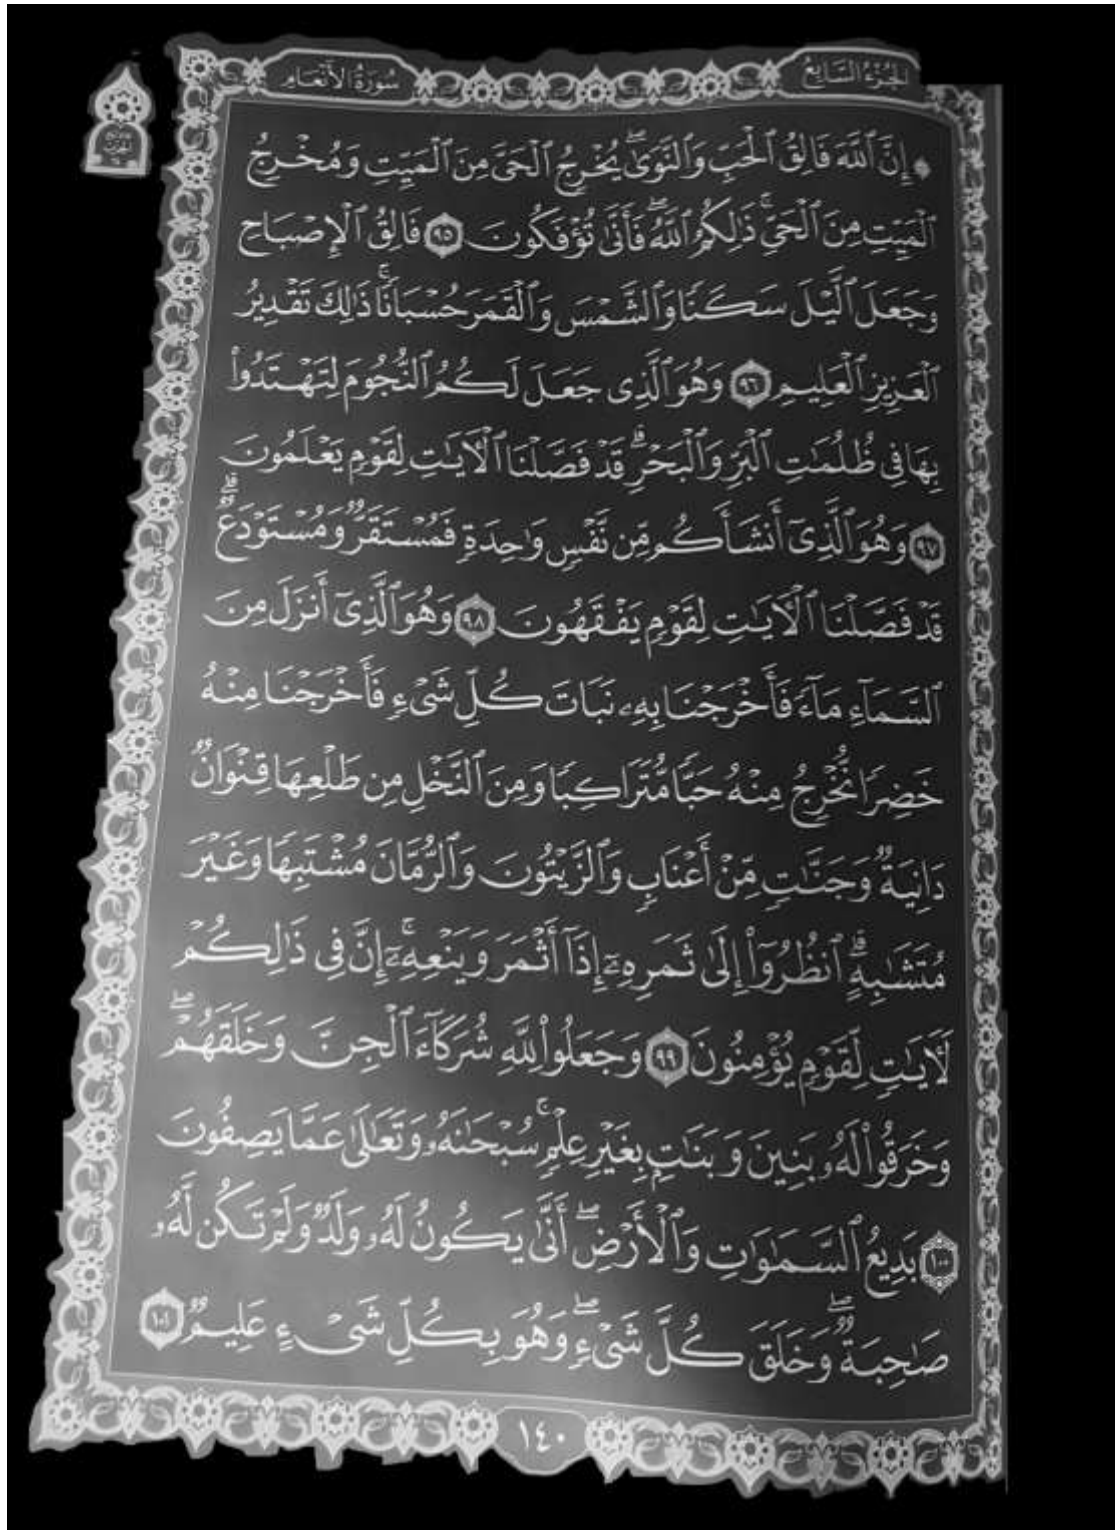 الجزء السابع
سورة الأنعام
۞ إِنَّ ٱللَّهَ فَالِقُ ٱلْحَبِّ وَٱلنَّوَىٰۖ يُخْرِجُ ٱلْحَىَّ مِنَ ٱلْمَيِّتِ وَمُخْرِجُ
ٱلْمَيِّتِ مِنَ ٱلْحَىِّۚ ذَٰلِكُمُ ٱللَّهُۖ فَأَنَّىٰ تُؤْفَكُونَ ٩٥ فَالِقُ ٱلْإِصْبَاحِ
وَجَعَلَ ٱلَّيْلَ سَكَنًا وَٱلشَّمْسَ وَٱلْقَمَرَ حُسْبَانًاۚ ذَٰلِكَ تَقْدِيرُ
ٱلْعَزِيزِ ٱلْعَلِيمِ ٩٦ وَهُوَ ٱلَّذِى جَعَلَ لَكُمُ ٱلنُّجُومَ لِتَهْتَدُوا۟
بِهَا فِى ظُلُمَٰتِ ٱلْبَرِّ وَٱلْبَحْرِۗ قَدْ فَصَّلْنَا ٱلْءَايَٰتِ لِقَوْمٍ يَعْلَمُونَ
٩٧ وَهُوَ ٱلَّذِىٓ أَنشَأَكُم مِّن نَّفْسٍ وَٰحِدَةٍ فَمُسْتَقَرٌّ وَمُسْتَوْدَعٌۗ
قَدْ فَصَّلْنَا ٱلْءَايَٰتِ لِقَوْمٍ يَفْقَهُونَ ٩٨ وَهُوَ ٱلَّذِىٓ أَنزَلَ مِنَ
ٱلسَّمَآءِ مَآءً فَأَخْرَجْنَا بِهِۦ نَبَاتَ كُلِّ شَىْءٍ فَأَخْرَجْنَا مِنْهُ
خَضِرًا نُّخْرِجُ مِنْهُ حَبًّا مُّتَرَاكِبًا وَمِنَ ٱلنَّخْلِ مِن طَلْعِهَا قِنْوَانٌ
دَانِيَةٌ وَجَنَّٰتٍ مِّنْ أَعْنَابٍ وَٱلزَّيْتُونَ وَٱلرُّمَّانَ مُشْتَبِهًا وَغَيْرَ
مُتَشَٰبِهٍۗ ٱنظُرُوٓا۟ إِلَىٰ ثَمَرِهِۦٓ إِذَآ أَثْمَرَ وَيَنْعِهِۦٓۚ إِنَّ فِى ذَٰلِكُمْ
لَءَايَٰتٍ لِّقَوْمٍ يُؤْمِنُونَ ٩٩ وَجَعَلُوا۟ لِلَّهِ شُرَكَآءَ ٱلْجِنَّ وَخَلَقَهُمْۖ
وَخَرَقُوا۟ لَهُۥ بَنِينَ وَبَنَٰتٍۭ بِغَيْرِ عِلْمٍۚ سُبْحَٰنَهُۥ وَتَعَٰلَىٰ عَمَّا يَصِفُونَ
١٠٠ بَدِيعُ ٱلسَّمَٰوَٰتِ وَٱلْأَرْضِۖ أَنَّىٰ يَكُونُ لَهُۥ وَلَدٌ وَلَمْ تَكُن لَّهُۥ
صَٰحِبَةٌۖ وَخَلَقَ كُلَّ شَىْءٍۖ وَهُوَ بِكُلِّ شَىْءٍ عَلِيمٌ ١٠١
١٤٠